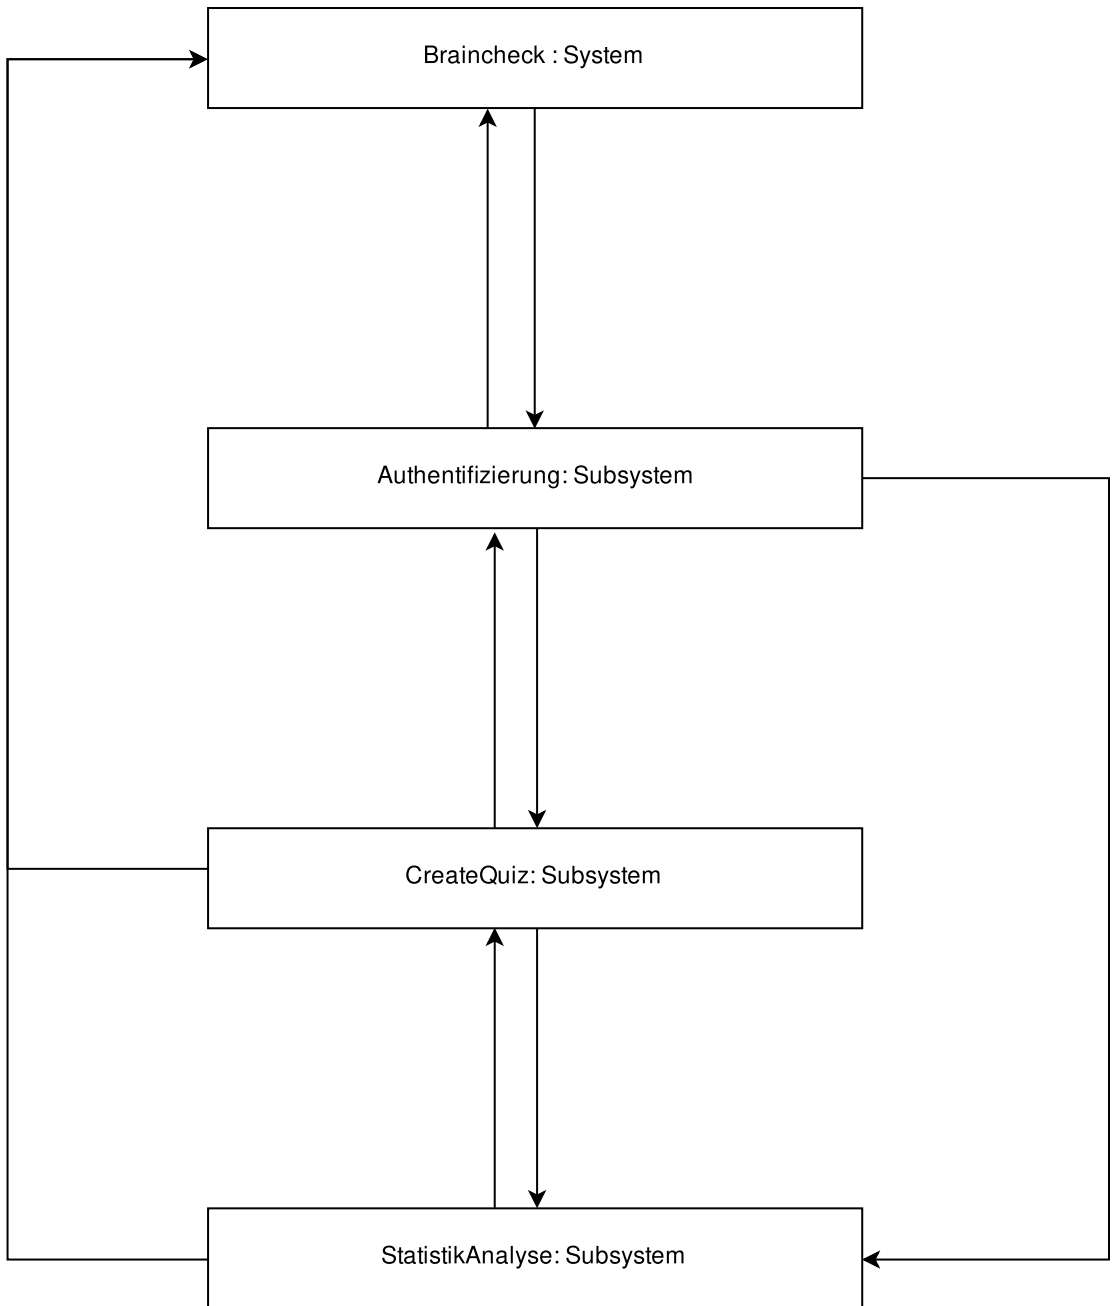 Braincheck : System
Authentifizierung: Subsystem
CreateQuiz: Subsystem
StatistikAnalyse: Subsystem